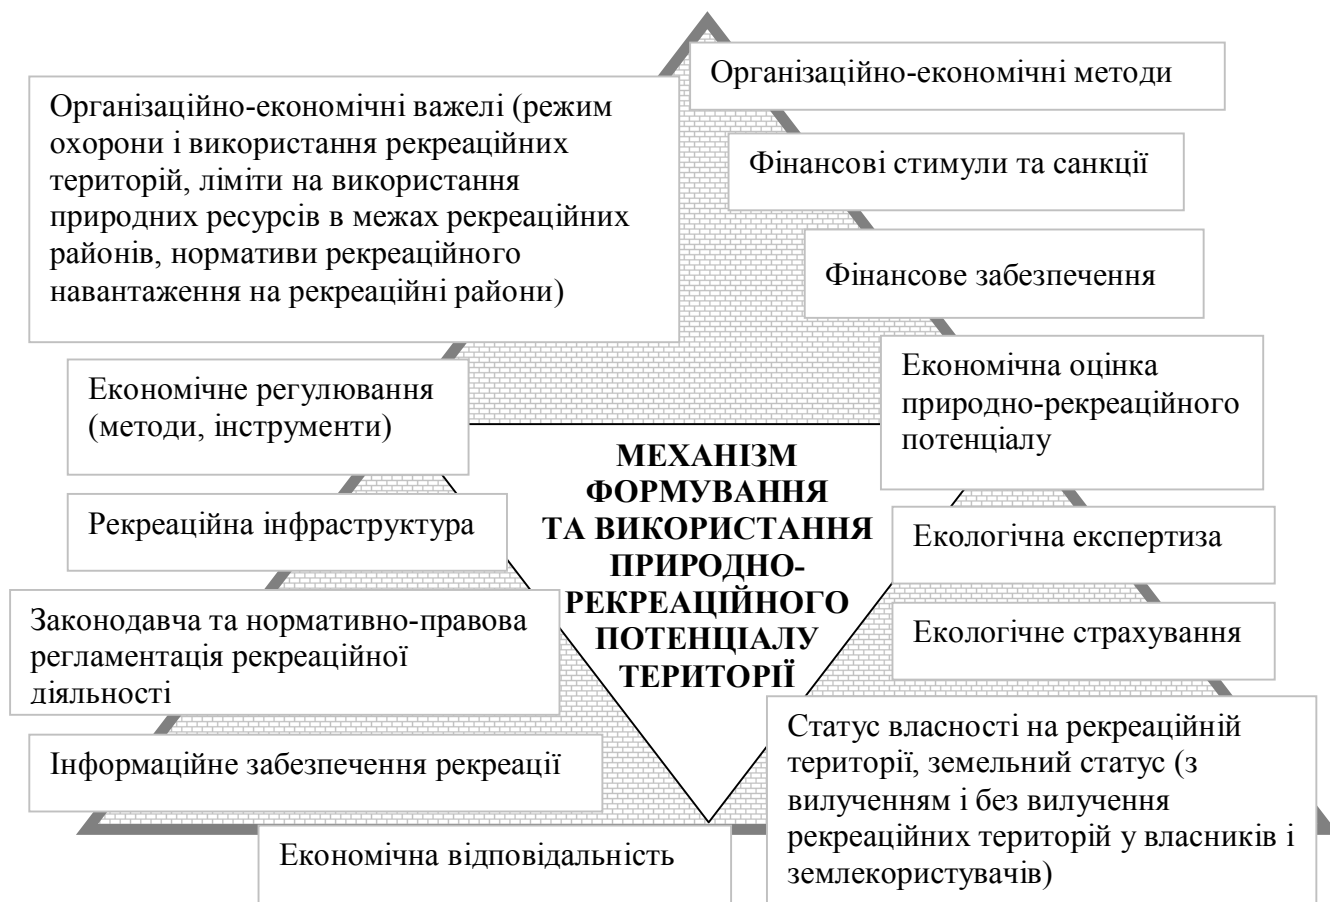 Організаційно-економічні методи
Організаційно-економічні важелі (режим
охорони і використання рекреаційних
територій, ліміти на використання
природних ресурсів в межах рекреаційних
районів, нормативи рекреаційного
навантаження на рекреаційні райони)
Фінансові стимули та санкції
Фінансове забезпечення
Економічне регулювання
(методи, інструменти)
Економічна оцінка
природно-рекреаційного
потенціалу
МЕХАНІЗМ
ФОРМУВАННЯ
ТА ВИКОРИСТАННЯ
ПРИРОДНО-
РЕКРЕАЦІЙНОГО
ПОТЕНЦІАЛУ
ТЕРИТОРІЇ
Рекреаційна інфраструктура
Екологічна експертиза
Законодавча та нормативно-правова
регламентація рекреаційної
діяльності
Екологічне страхування
Інформаційне забезпечення рекреації
Статус власності на рекреаційній
території, земельний статус (з
вилученням і без вилучення
рекреаційних територій у власників і
землекористувачів)
Економічна відповідальність